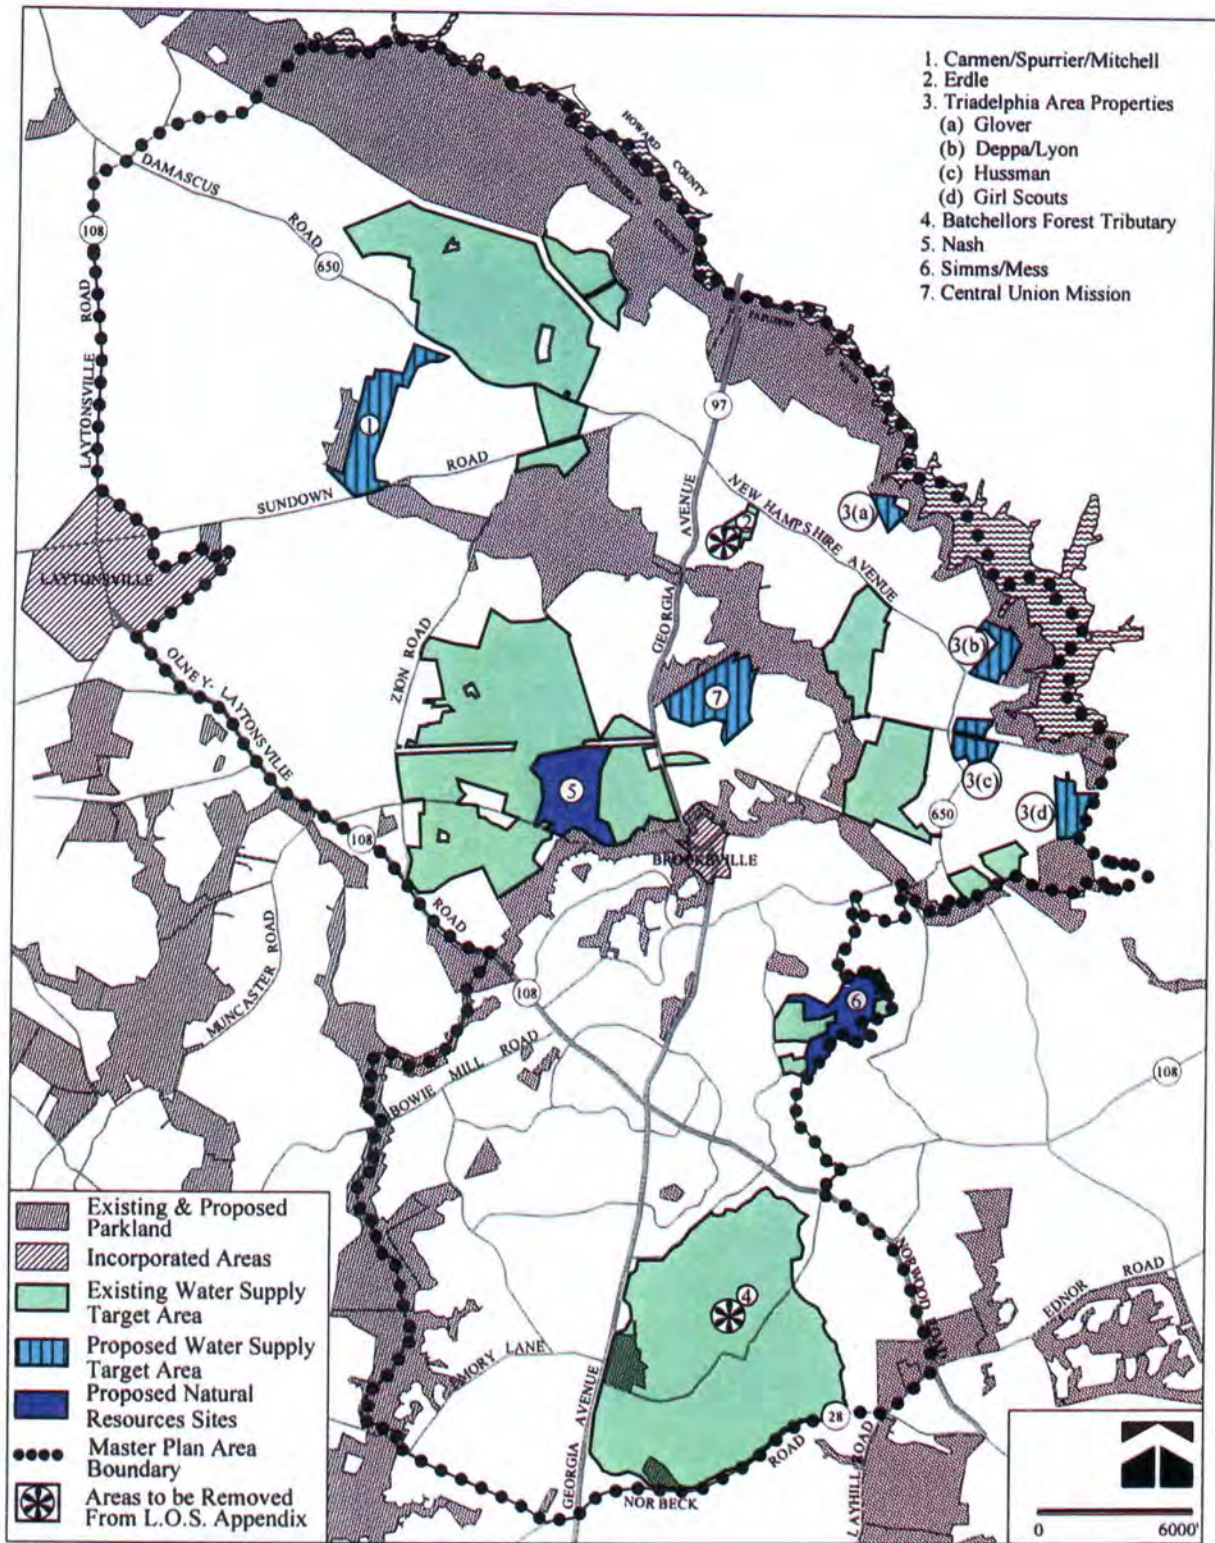 1. Carmen/Spurrier/Mitchell
2. Erdle
3. Triadelphia Area Properties
(a) Glover
(b) Deppa/Lyon
(c) Hussman
(d) Girl Scouts
4. Batchellors Forest Tributary
5. Nash
6. Simms/Mess
7. Central Union Mission
HOWARD COUNTY
MONTGOMERY COUNTY
DAMASCUS
ROAD
650
108
LAYTONSVILLE ROAD
97
1
SUNDOWN ROAD
GEORGIA AVENUE
NEW HAMPSHIRE AVENUE
2
3(a)
LAYTONSVILLE
ZION ROAD
3(b)
OLNEY-LAYTONSVILLE
ROAD
7
3(c)
5
3(d)
650
108
BROOKEVILLE
MUNCASTER ROAD
108
6
BOWIE MILL ROAD
108
NORWOOD
ROAD
EDNOR ROAD
4
EMORY LANE
GEORGIA AVENUE
28
NORBECK
ROAD
LAYHILL ROAD
Existing & Proposed
Parkland
Incorporated Areas
Existing Water Supply
Target Area
Proposed Water Supply
Target Area
Proposed Natural
Resources Sites
Master Plan Area
Boundary
Areas to be Removed
From L.O.S. Appendix
0 6000'